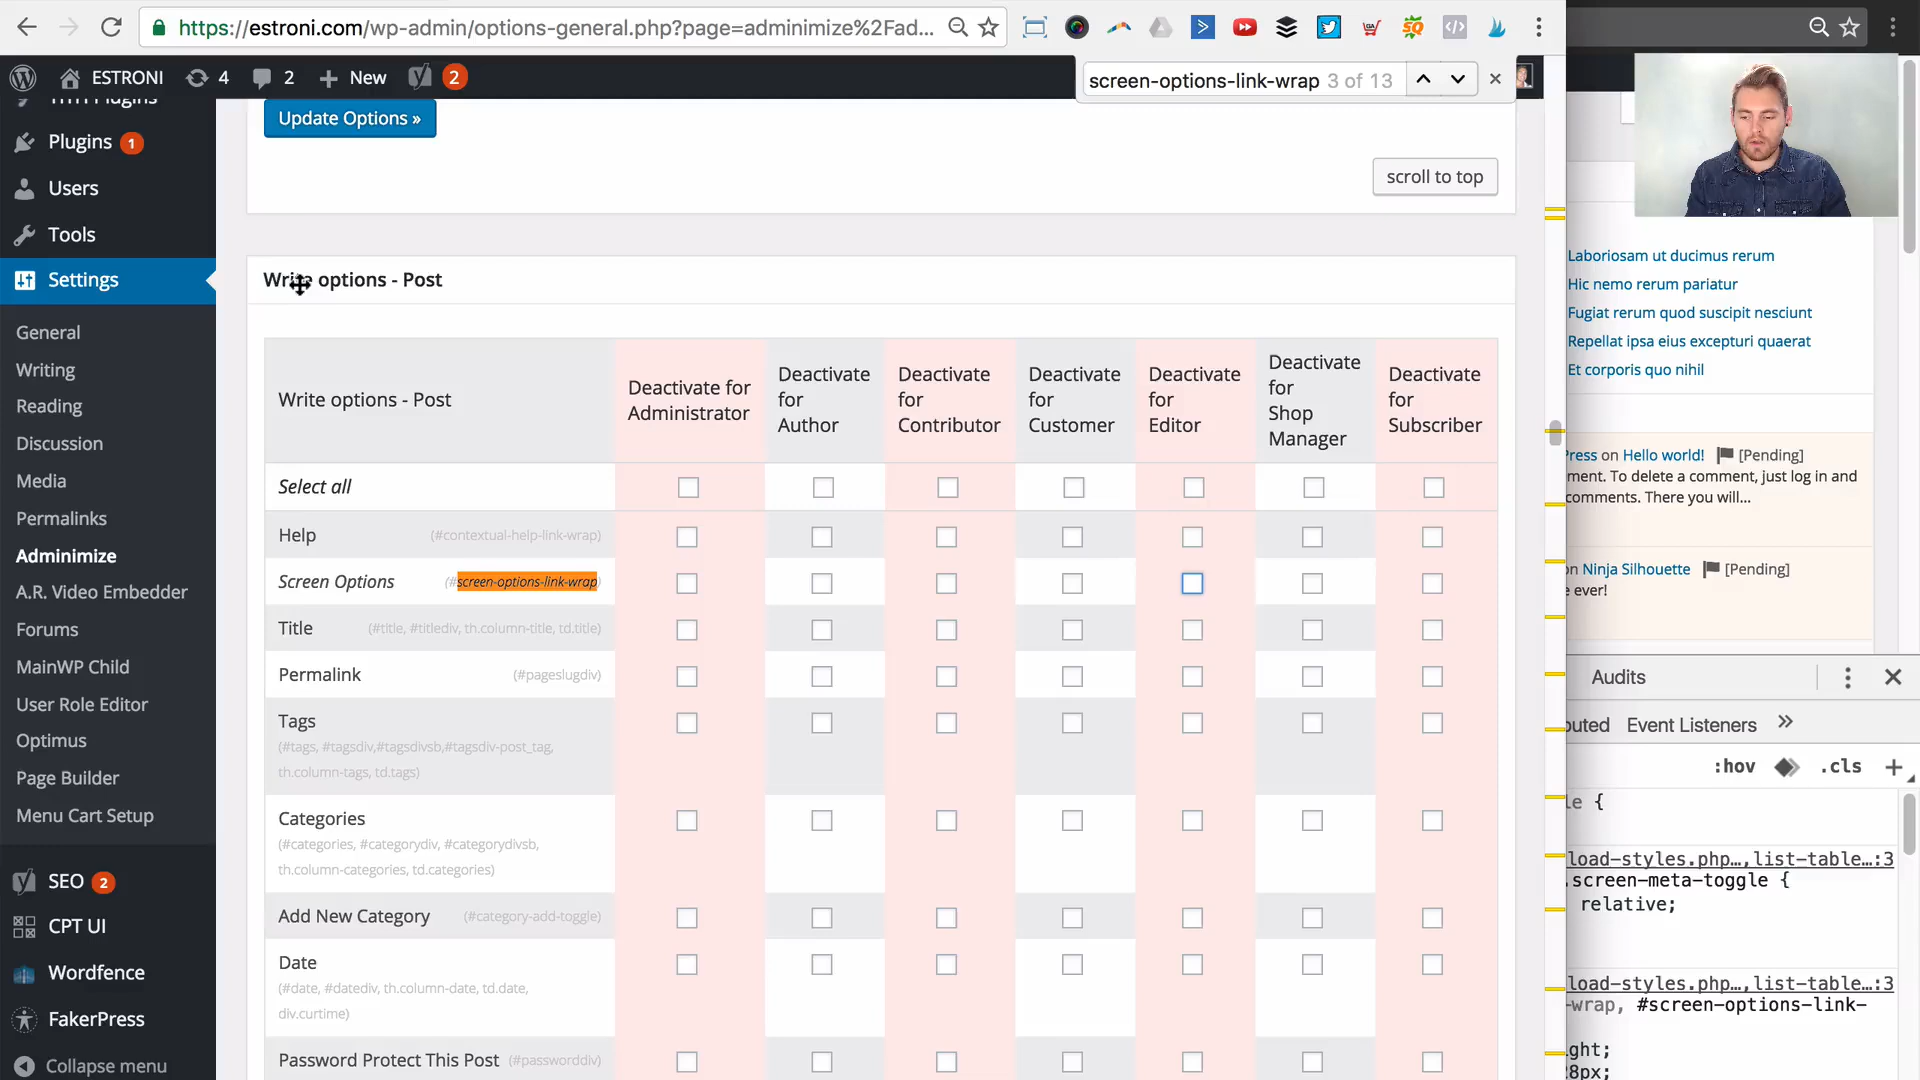 https://estroni.com/wp-admin/options-general.php?page=adminimize%2Fad...
ESTRONI 4 2 + New 2
screen-options-link-wrap 3 of 13
Plugins 1
Users
Tools
Settings
General
Writing
Reading
Discussion
Media
Permalinks
Adminimize
A.R. Video Embedder
Forums
MainWP Child
User Role Editor
Optimus
Page Builder
Menu Cart Setup
SEO 2
CPT UI
Wordfence
FakerPress
Collapse menu
Update Options »
scroll to top
Write options - Post
Write options - Post
Deactivate for Administrator
Deactivate for Author
Deactivate for Contributor
Deactivate for Customer
Deactivate for Editor
Deactivate for Shop Manager
Deactivate for Subscriber
Select all
Help (#contextual-help-link-wrap)
Screen Options (#screen-options-link-wrap)
Title (#title, #titlediv, th.column-title, td.title)
Permalink (#pageslugdiv)
Tags
(#tags, #tagsdiv,#tagsdivsb,#tagsdiv-post_tag,
th.column-tags, td.tags)
Categories
(#categories, #categorydiv, #categorydivsb,
th.column-categories, td.categories)
Add New Category (#category-add-toggle)
Date
(#date, #datediv, th.column-date, td.date,
div.curtime)
Password Protect This Post (#passworddiv)
Laboriosam ut ducimus rerum
Hic nemo rerum pariatur
Fugiat rerum quod suscipit nesciunt
Repellat ipsa eius excepturi quaerat
Et corporis quo nihil
Press on Hello world! [Pending]
ment. To delete a comment, just log in and
comments. There you will...
on Ninja Silhouette [Pending]
e ever!
Audits
Event Listeners »
:hov .cls +
le {
load-styles.php…,list-table…:3
.screen-meta-toggle {
relative;
load-styles.php…,list-table…:3
-wrap, #screen-options-link-
ght;
8px;